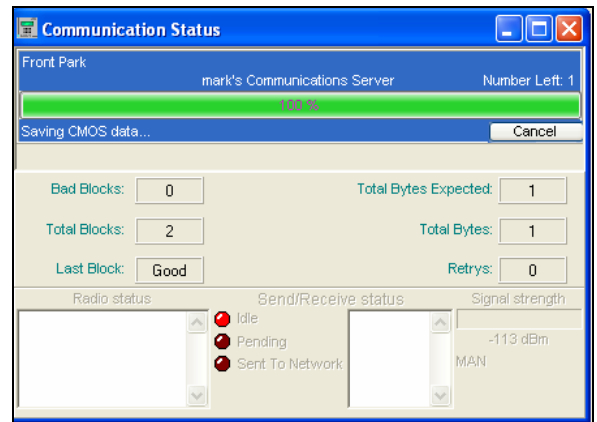 Communication Status
Front Park
mark's Communications Server Number Left: 1
100 %
Saving CMOS data... Cancel
Bad Blocks: 0 Total Bytes Expected: 1
Total Blocks: 2 Total Bytes: 1
Last Block: Good Retrys: 0
Radio status Send/Receive status Signal strength
Idle
Pending -113 dBm
Sent To Network MAN